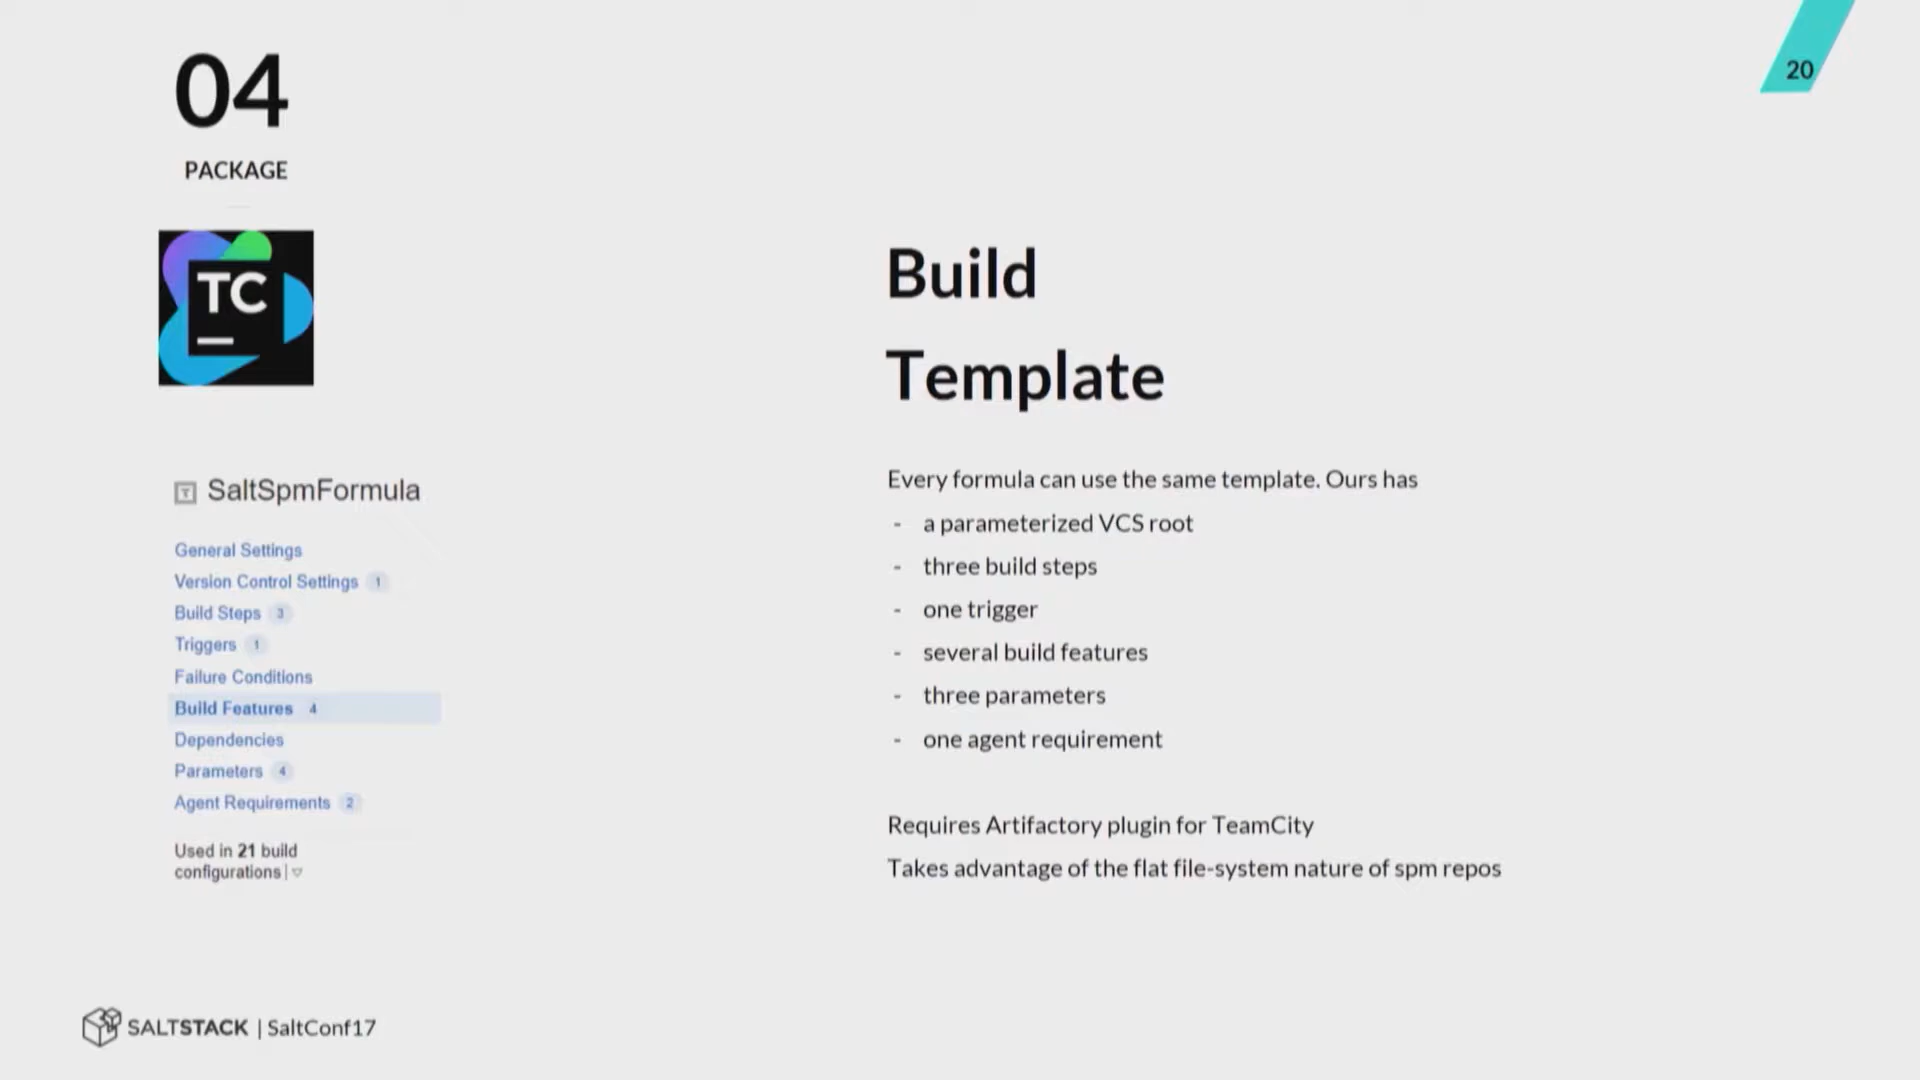 04
PACKAGE
TC
SaltSpmFormula
General Settings
Version Control Settings 1
Build Steps 3
Triggers 1
Failure Conditions
Build Features 4
Dependencies
Parameters 4
Agent Requirements 2
Used in 21 build
configurations
20
Build
Template
Every formula can use the same template. Ours has
- a parameterized VCS root
- three build steps
- one trigger
- several build features
- three parameters
- one agent requirement
Requires Artifactory plugin for TeamCity
Takes advantage of the flat file-system nature of spm repos
SALTSTACK | SaltConf17